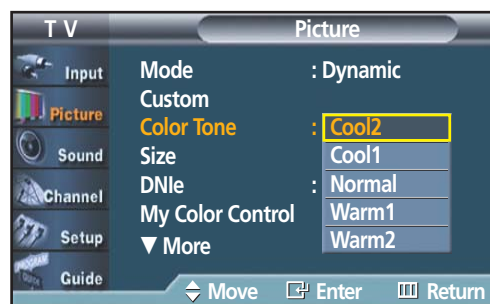 T V
Picture
Input
Picture
Sound
Channel
Setup
Guide
Mode : Dynamic
Custom
Color Tone : Cool2
Size Cool1
DNIe : Normal
My Color Control Warm1
▼ More Warm2
Move Enter Return